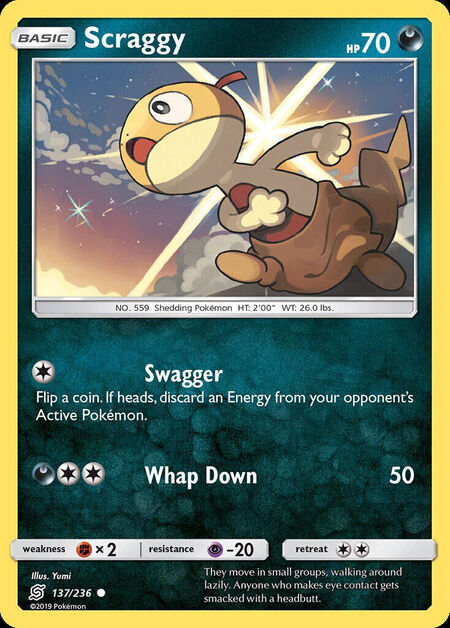 BASIC Scraggy HP70
NO. 559 Shedding Pokémon HT: 2'00" WT: 26.0 lbs.
Swagger
Flip a coin. If heads, discard an Energy from your opponent's
Active Pokémon.
Whap Down 50
weakness ×2 resistance -20 retreat
Illus. Yumi
137/236
©2019 Pokémon
They move in small groups, walking around
lazily. Anyone who makes eye contact gets
smacked with a headbutt.